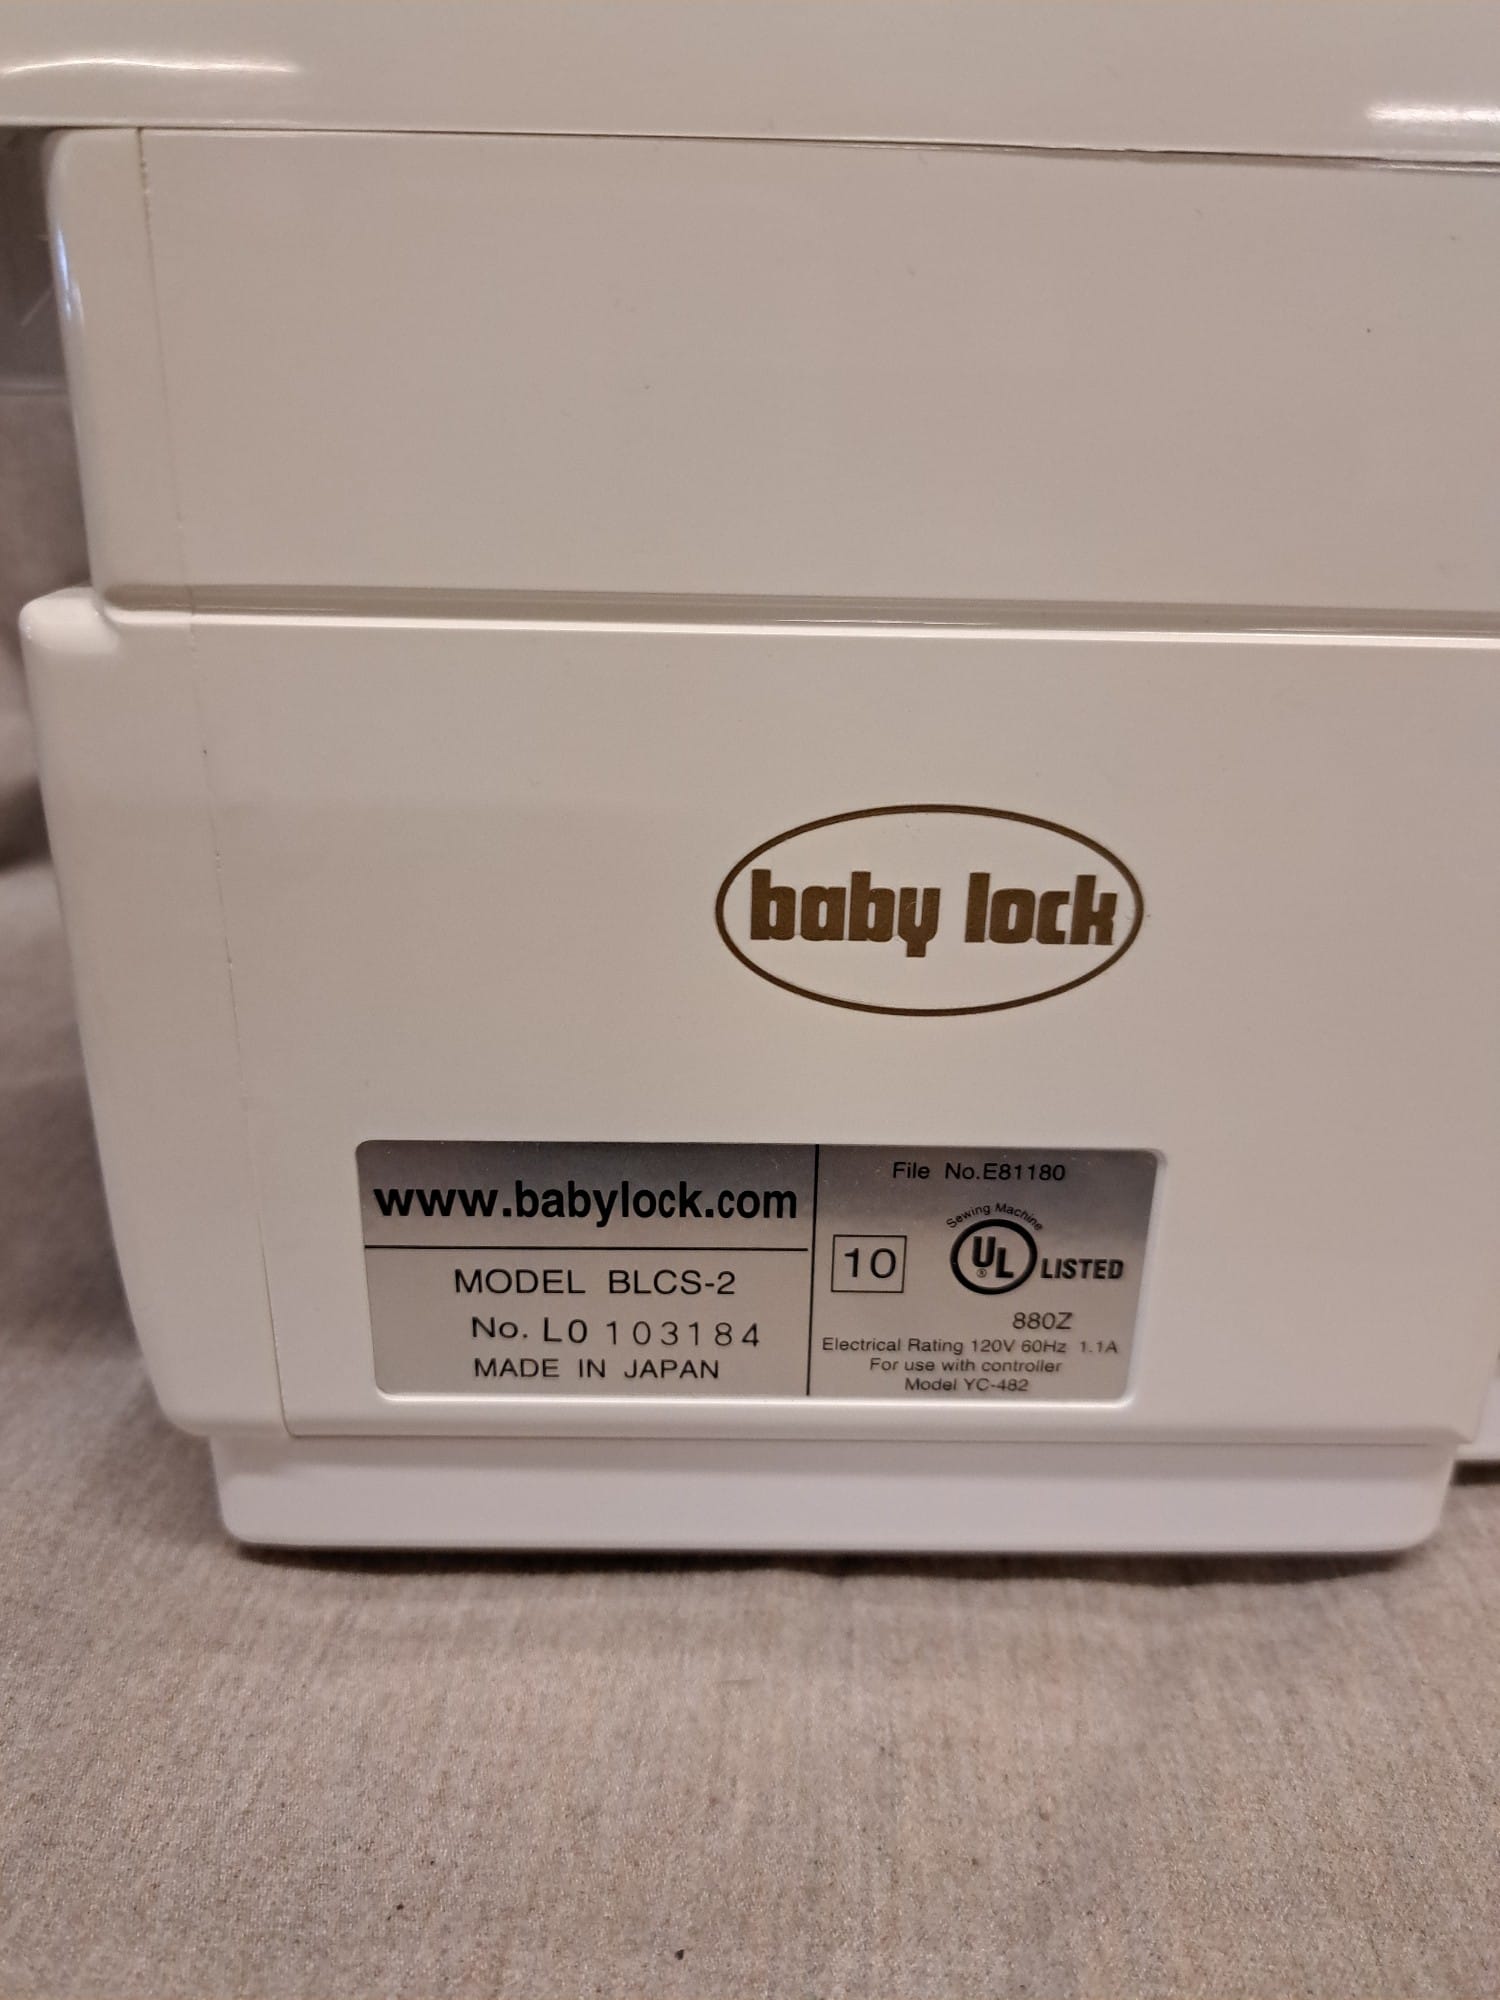 baby lock
www.babylock.com
MODEL BLCS-2
No. L0 103184
MADE IN JAPAN
File No.E81180
10
Sewing Machine
UL
®
LISTED
880Z
Electrical Rating 120V 60Hz 1.1A
For use with controller
Model YC-482